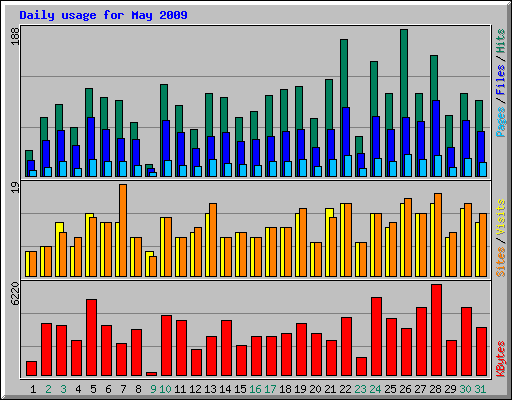 Daily usage for May 2009
188
Pages / Files / Hits
19
Sites / Visits
6220
KBytes
1 2 3 4 5 6 7 8 9 10 11 12 13 14 15 16 17 18 19 20 21 22 23 24 25 26 27 28 29 30 31